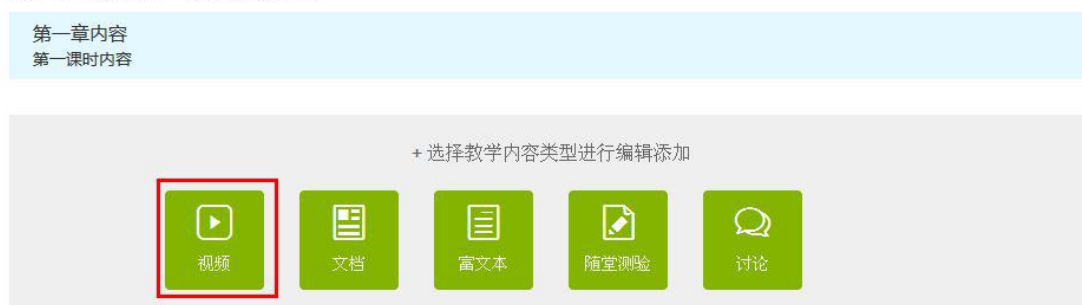 第一章内容
第一课时内容
+ 选择教学内容类型进行编辑添加
视频
文档
富文本
随堂测验
讨论